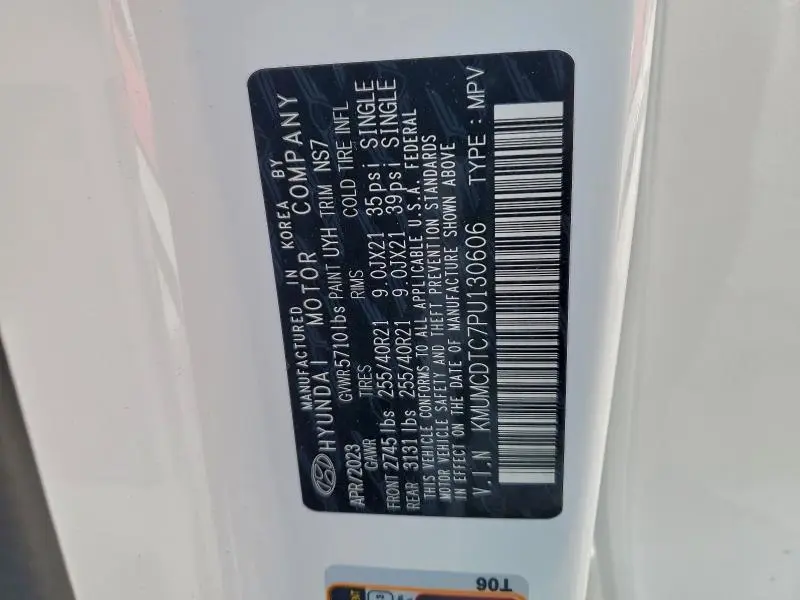 MANUFACTURED IN KOREA BY
HYUNDAI MOTOR COMPANY
APR/2023 GVWR 5710 lbs PAINT UYH TRIM NS7
GAWR TIRES RIMS COLD TIRE INFL
FRONT 2745 lbs 255/40R21 9.0JX21 35psi SINGLE
REAR 3131 lbs 255/40R21 9.0JX21 39psi SINGLE
THIS VEHICLE CONFORMS TO ALL APPLICABLE U.S.A. FEDERAL
MOTOR VEHICLE SAFETY AND THEFT PREVENTION STANDARDS
IN EFFECT ON THE DATE OF MANUFACTURE SHOWN ABOVE
V.I.N KMUMCDTC7PU130606 TYPE : MPV
T06